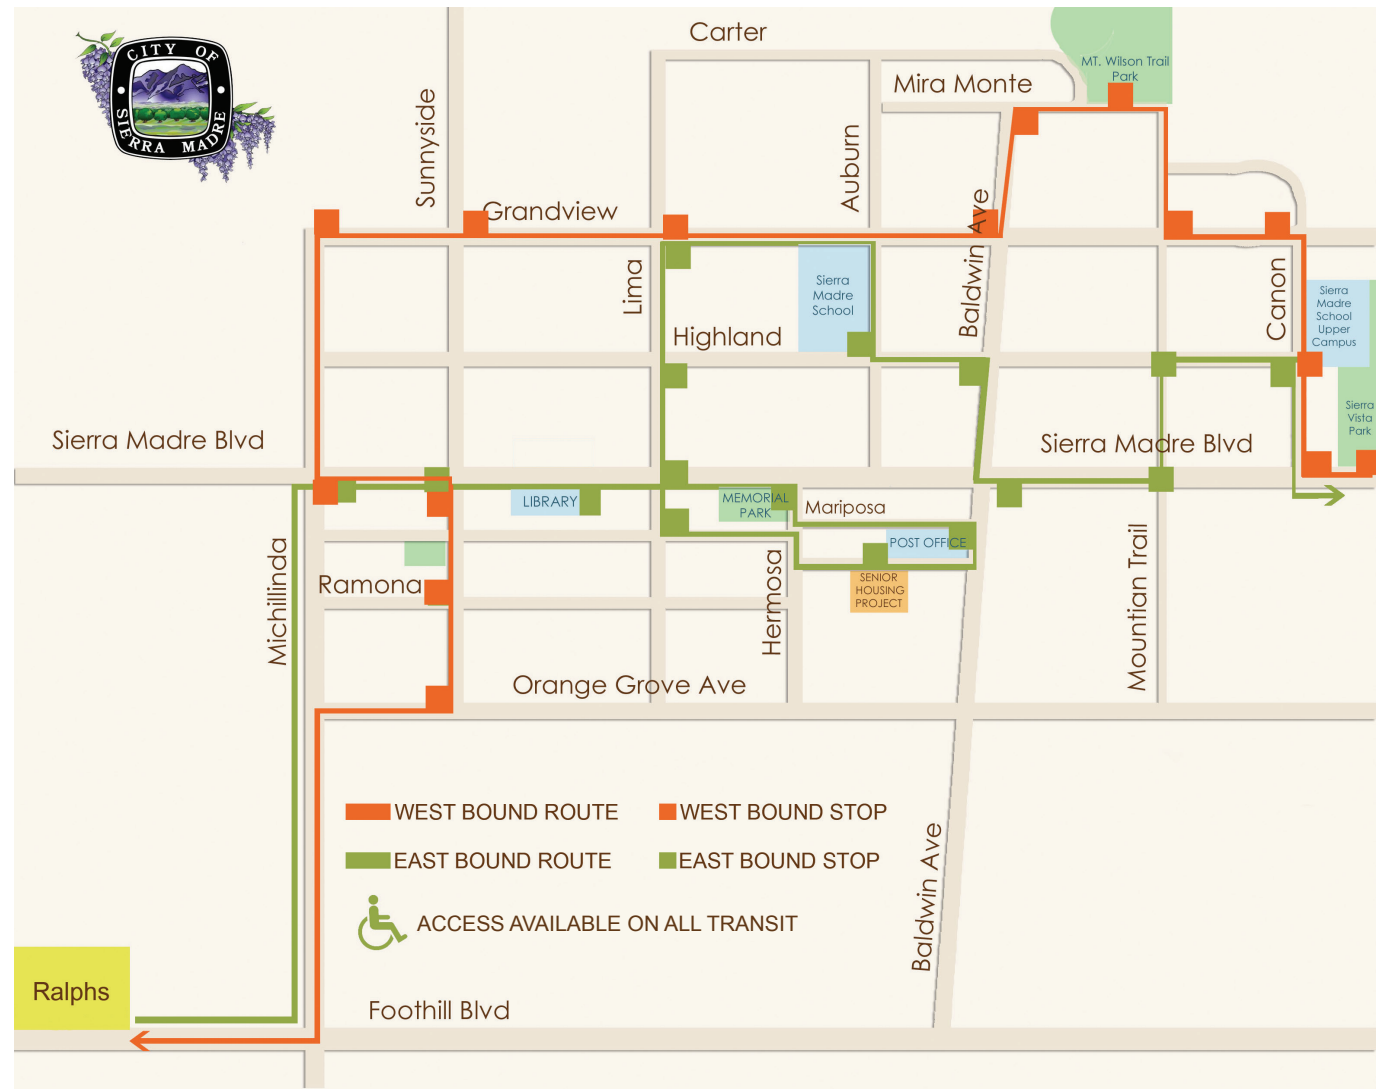 CITY OF
SIERRA MADRE
Carter
MT. Wilson Trail
Park
Mira Monte
Sunnyside
Auburn
Grandview
Baldwin Ave
Lima
Canon
Sierra
Madre
School
Sierra
Madre
School
Upper
Campus
Highland
Sierra
Vista
Park
Sierra Madre Blvd
Sierra Madre Blvd
LIBRARY
MEMORIAL
PARK
Mariposa
POST OFFICE
Michillinda
Ramona
Hermosa
SENIOR
HOUSING
PROJECT
Mountian Trail
Orange Grove Ave
WEST BOUND ROUTE
WEST BOUND STOP
EAST BOUND ROUTE
EAST BOUND STOP
ACCESS AVAILABLE ON ALL TRANSIT
Baldwin Ave
Ralphs
Foothill Blvd